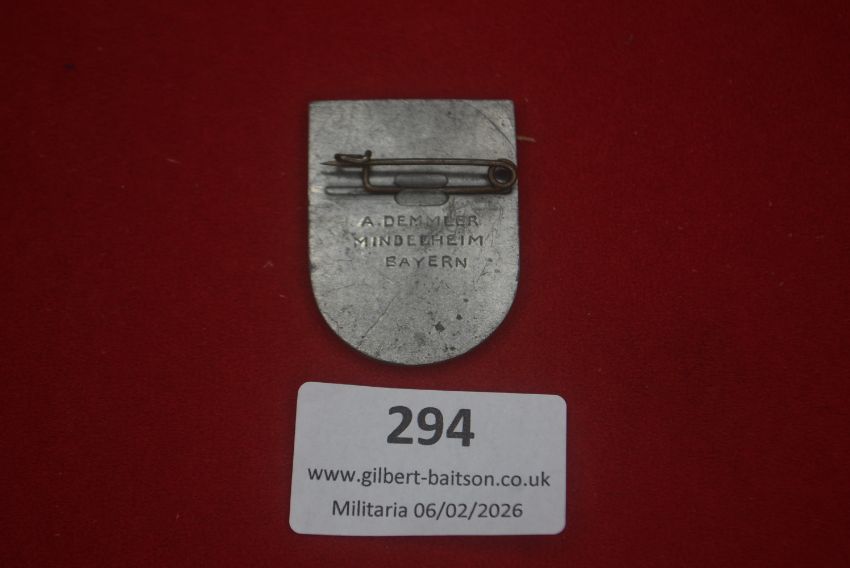 A. DEMMLER
MINDELHEIM
BAYERN
294
www.gilbert-baitson.co.uk
Militaria 06/02/2026